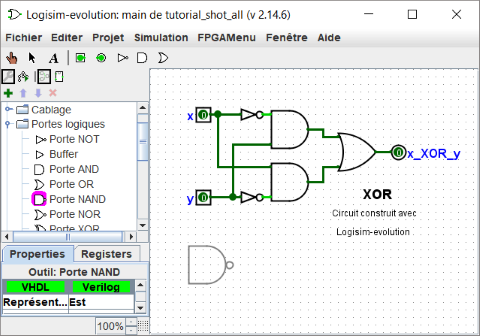 Logisim-evolution: main de tutorial_shot_all (v 2.14.6)
Fichier Editer Projet Simulation FPGAMenu Fenêtre Aide
A
Cablage
Portes logiques
Porte NOT
Buffer
Porte AND
Porte OR
Porte NAND
Porte NOR
Porte XOR
Properties Registers
Outil: Porte NAND
VHDL Verilog
Représent... Est
100%
x 0
0 x_XOR_y
y 0
XOR
Circuit construit avec
Logisim-evolution